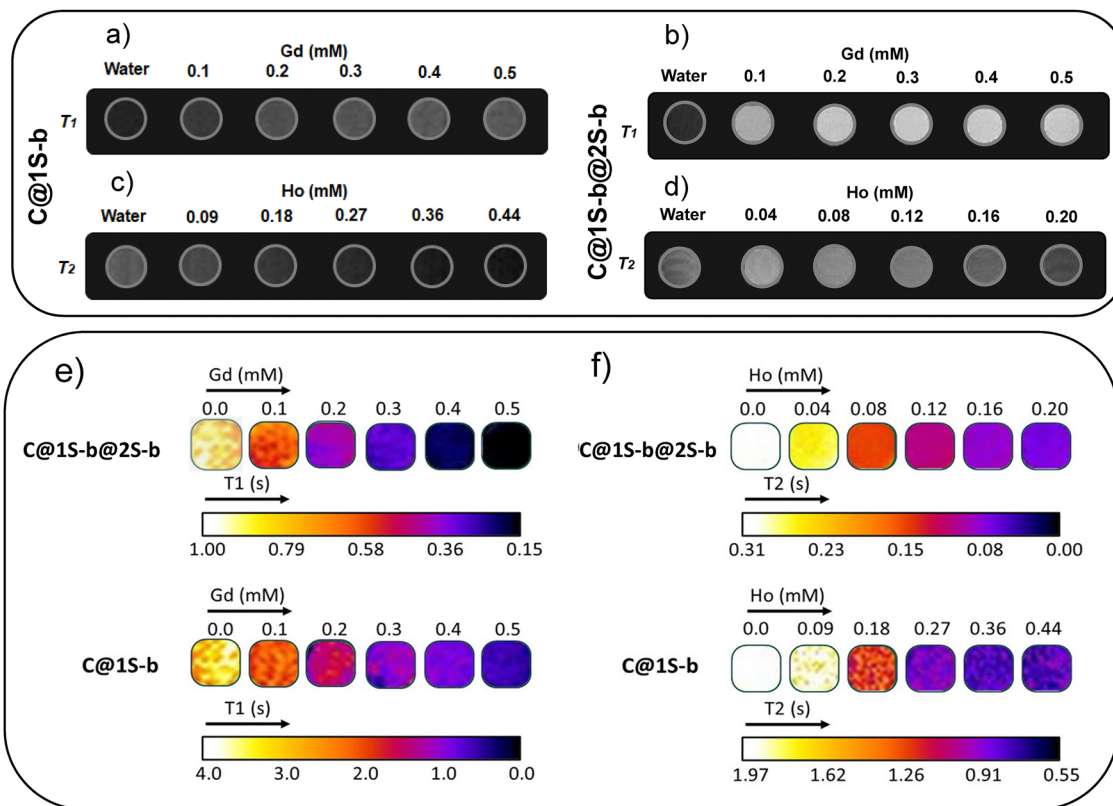 a)
Gd (mM)
Water 0.1 0.2 0.3 0.4 0.5
T1
C@1S-b
c)
Ho (mM)
Water 0.09 0.18 0.27 0.36 0.44
T2
b)
Gd (mM)
Water 0.1 0.2 0.3 0.4 0.5
T1
C@1S-b@2S-b
d)
Ho (mM)
Water 0.04 0.08 0.12 0.16 0.20
T2
e)
Gd (mM)
0.0 0.1 0.2 0.3 0.4 0.5
C@1S-b@2S-b
T1 (s)
1.00 0.79 0.58 0.36 0.15
Gd (mM)
0.0 0.1 0.2 0.3 0.4 0.5
C@1S-b
T1 (s)
4.0 3.0 2.0 1.0 0.0
f)
Ho (mM)
0.0 0.04 0.08 0.12 0.16 0.20
C@1S-b@2S-b
T2 (s)
0.31 0.23 0.15 0.08 0.00
Ho (mM)
0.0 0.09 0.18 0.27 0.36 0.44
C@1S-b
T2 (s)
1.97 1.62 1.26 0.91 0.55